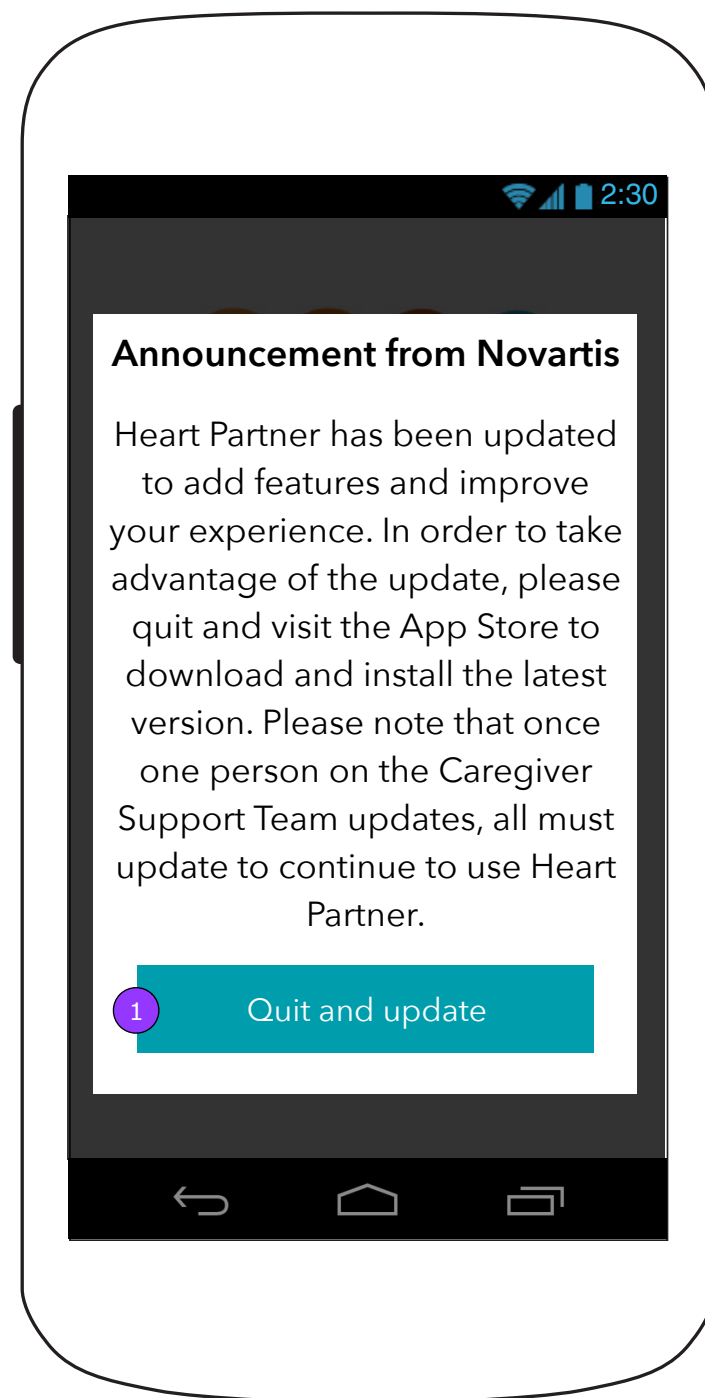 2:30
Announcement from Novartis
Heart Partner has been updated
to add features and improve
your experience. In order to take
advantage of the update, please
quit and visit the App Store to
download and install the latest
version. Please note that once
one person on the Caregiver
Support Team updates, all must
update to continue to use Heart
Partner.
1 Quit and update